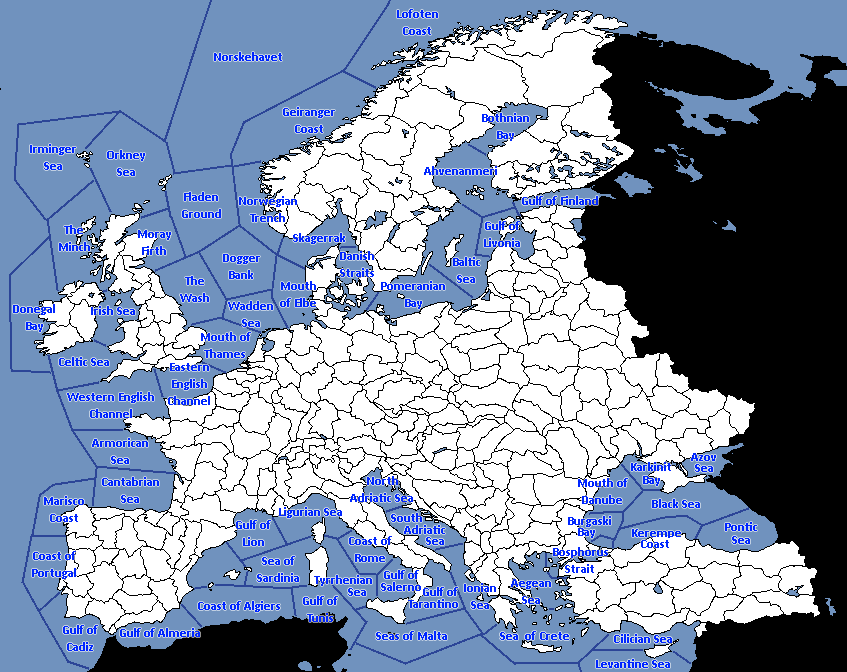 Lofoten
Coast
Norskehavet
Geiranger
Coast
Bothnian
Bay
Irminger
Sea
Orkney
Sea
Ahvenanmeri
Fladen
Ground
Norwegian
Trench
Gulf of Finland
The
Minch
Moray
Firth
Skagerrak
Gulf of
Livonia
Dogger
Bank
Danish
Straits
Baltic
Sea
The
Wash
Mouth
of Elbe
Pomeranian
Bay
Donegal
Bay
Irish Sea
Wadden
Sea
Mouth of
Thames
Celtic Sea
Eastern
English
Channel
Western English
Channel
Armorican
Sea
Azov
Sea
Karkinit
Bay
Cantabrian
Sea
North
Adriatic Sea
Mouth of
Danube
Marisco
Coast
Ligurian Sea
Black Sea
Gulf of
Lion
South
Adriatic
Sea
Burgaski
Bay
Kerempe
Coast
Pontic
Sea
Coast of
Portugal
Coast of
Rome
Bosphorus
Strait
Sea of
Sardinia
Tyrrhenian
Sea
Gulf of
Salerno
Gulf of
Tarantino
Ionian
Sea
Aegean
Sea
Coast of Algiers
Gulf of
Tunis
Gulf of
Cadiz
Gulf of Almeria
Seas of Malta
Sea of Crete
Cilician Sea
Levantine Sea